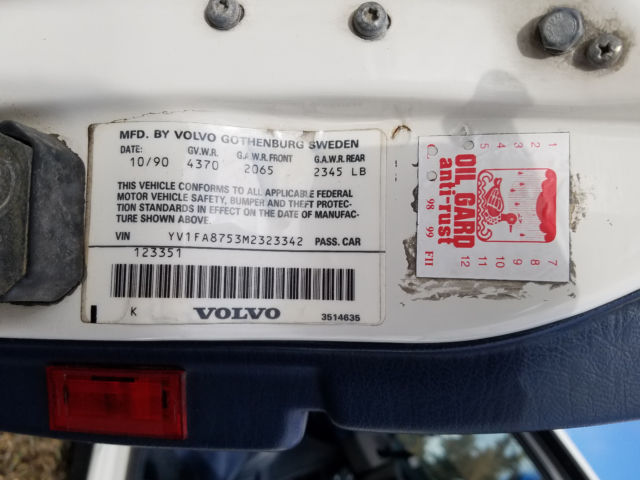 MFD. BY VOLVO GOTHENBURG SWEDEN
DATE: GV.W.R. G.A.W.R. FRONT G.A.W.R. REAR
10/90 4370 2065 2345 LB
THIS VEHICLE CONFORMS TO ALL APPLICABLE FEDERAL
MOTOR VEHICLE SAFETY, BUMPER AND THEFT PROTEC-
TION STANDARDS IN EFFECT ON THE DATE OF MANUFAC-
TURE SHOWN ABOVE.
VIN YV1FA8753M2323342 PASS. CAR
123351
K VOLVO 3514635
OIL GARD
anti-rust
98 99 FII
1 2 3 4 5
7 8 9 10 11 12